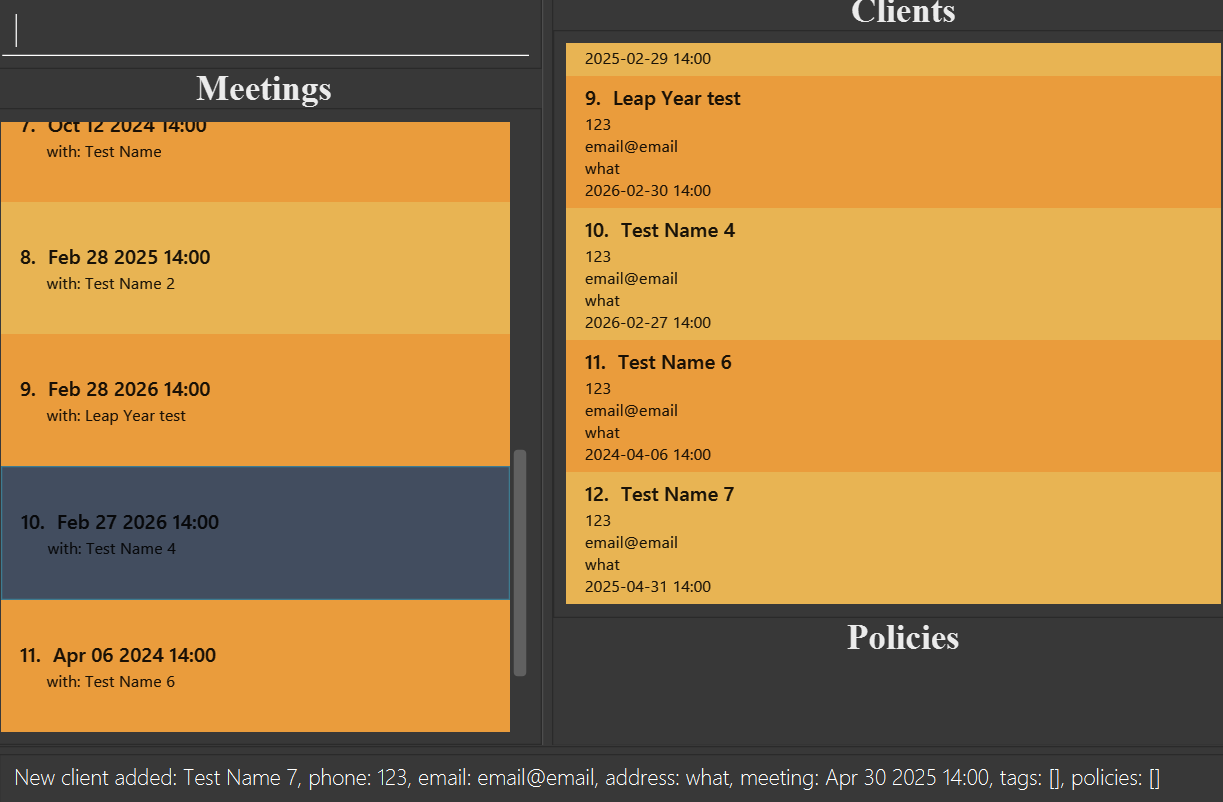 Meetings
7. Oct 12 2024 14:00
with: Test Name
8. Feb 28 2025 14:00
with: Test Name 2
9. Feb 28 2026 14:00
with: Leap Year test
10. Feb 27 2026 14:00
with: Test Name 4
11. Apr 06 2024 14:00
with: Test Name 6
Clients
2025-02-29 14:00
9. Leap Year test
123
email@email
what
2026-02-30 14:00
10. Test Name 4
123
email@email
what
2026-02-27 14:00
11. Test Name 6
123
email@email
what
2024-04-06 14:00
12. Test Name 7
123
email@email
what
2025-04-31 14:00
Policies
New client added: Test Name 7, phone: 123, email: email@email, address: what, meeting: Apr 30 2025 14:00, tags: [], policies: []